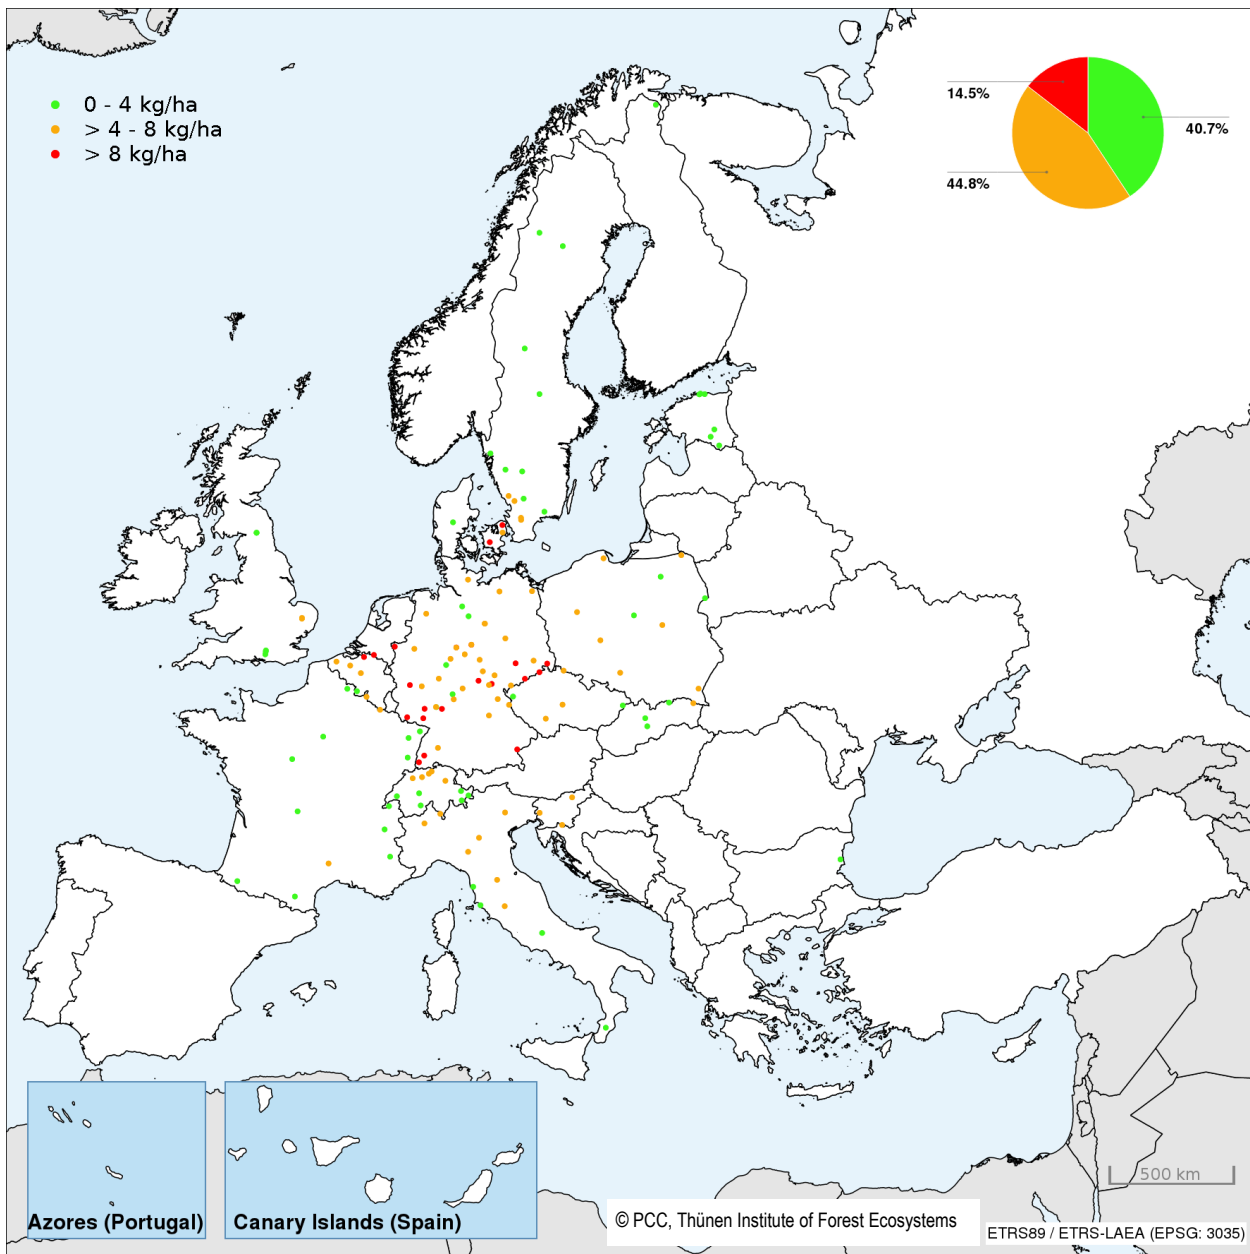 0 - 4 kg/ha
> 4 - 8 kg/ha
> 8 kg/ha
14.5%
40.7%
44.8%
500 km
Azores (Portugal)
Canary Islands (Spain)
© PCC, Thünen Institute of Forest Ecosystems
ETRS89 / ETRS-LAEA (EPSG: 3035)